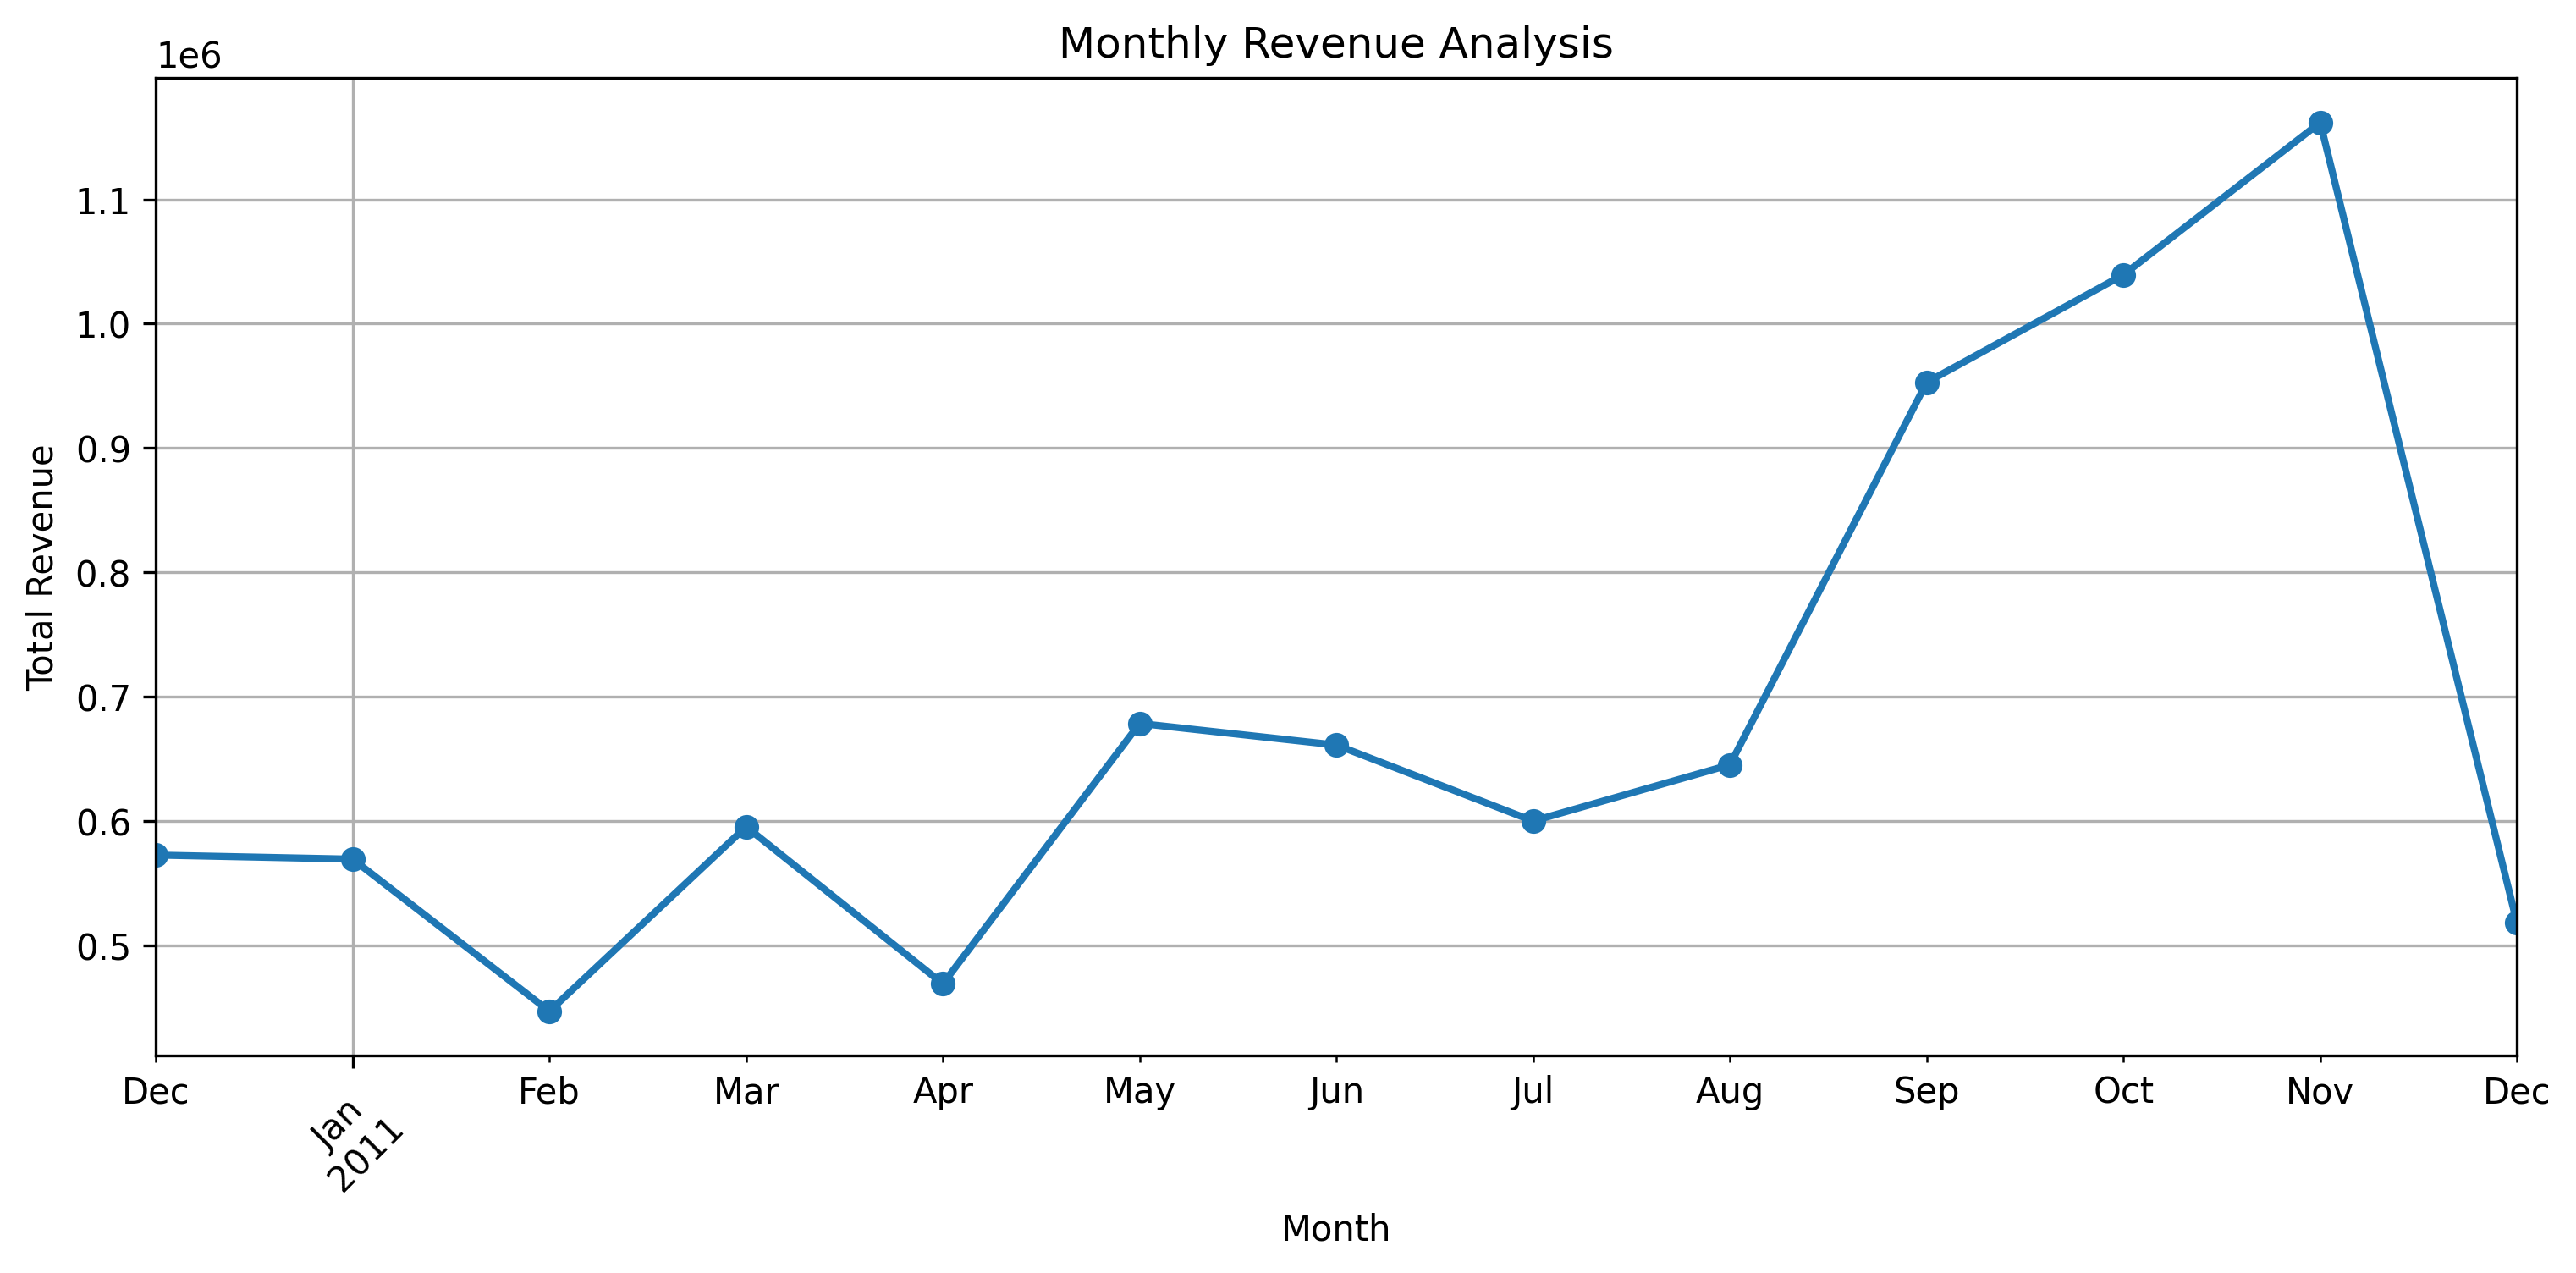 Monthly Revenue Analysis
1e6
1.1
1.0
0.9
0.8
0.7
0.6
0.5
Total Revenue
Dec
Jan
2011
Feb
Mar
Apr
May
Jun
Jul
Aug
Sep
Oct
Nov
Dec
Month